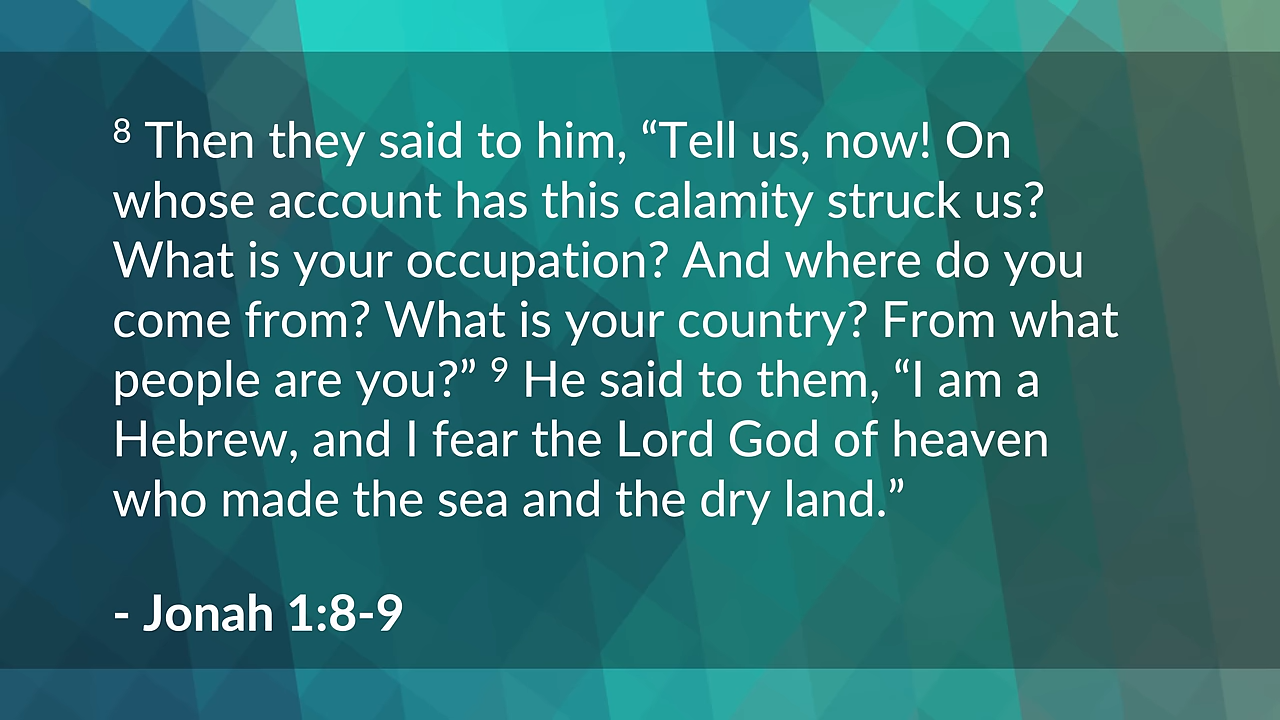 8 Then they said to him, “Tell us, now! On
whose account has this calamity struck us?
What is your occupation? And where do you
come from? What is your country? From what
people are you?” 9 He said to them, “I am a
Hebrew, and I fear the Lord God of heaven
who made the sea and the dry land.”
- Jonah 1:8-9